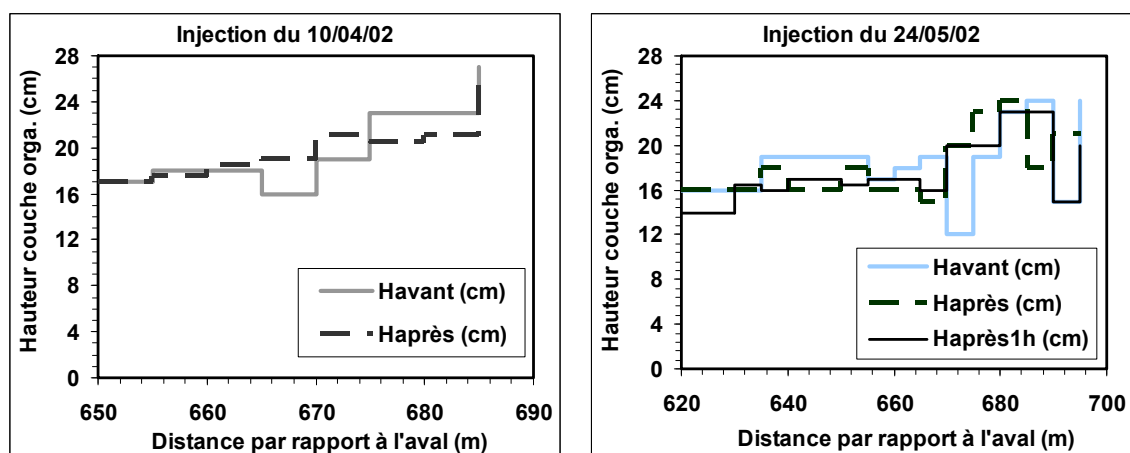 Injection du 10/04/02
Hauteur couche orga. (cm)
28
24
20
16
12
8
4
0
Havant (cm)
Haprès (cm)
650 660 670 680 690
Distance par rapport à l'aval (m)
Injection du 24/05/02
Hauteur couche orga. (cm)
28
24
20
16
12
8
4
0
Havant (cm)
Haprès (cm)
Haprès1h (cm)
620 640 660 680 700
Distance par rapport à l'aval (m)